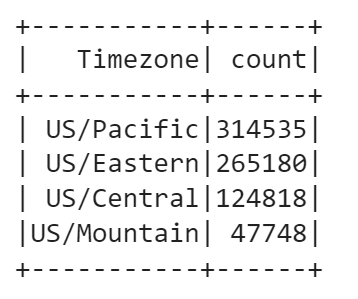 +-----------+------+
|   Timezone| count|
+-----------+------+
| US/Pacific|314535|
| US/Eastern|265180|
| US/Central|124818|
|US/Mountain| 47748|
+-----------+------+